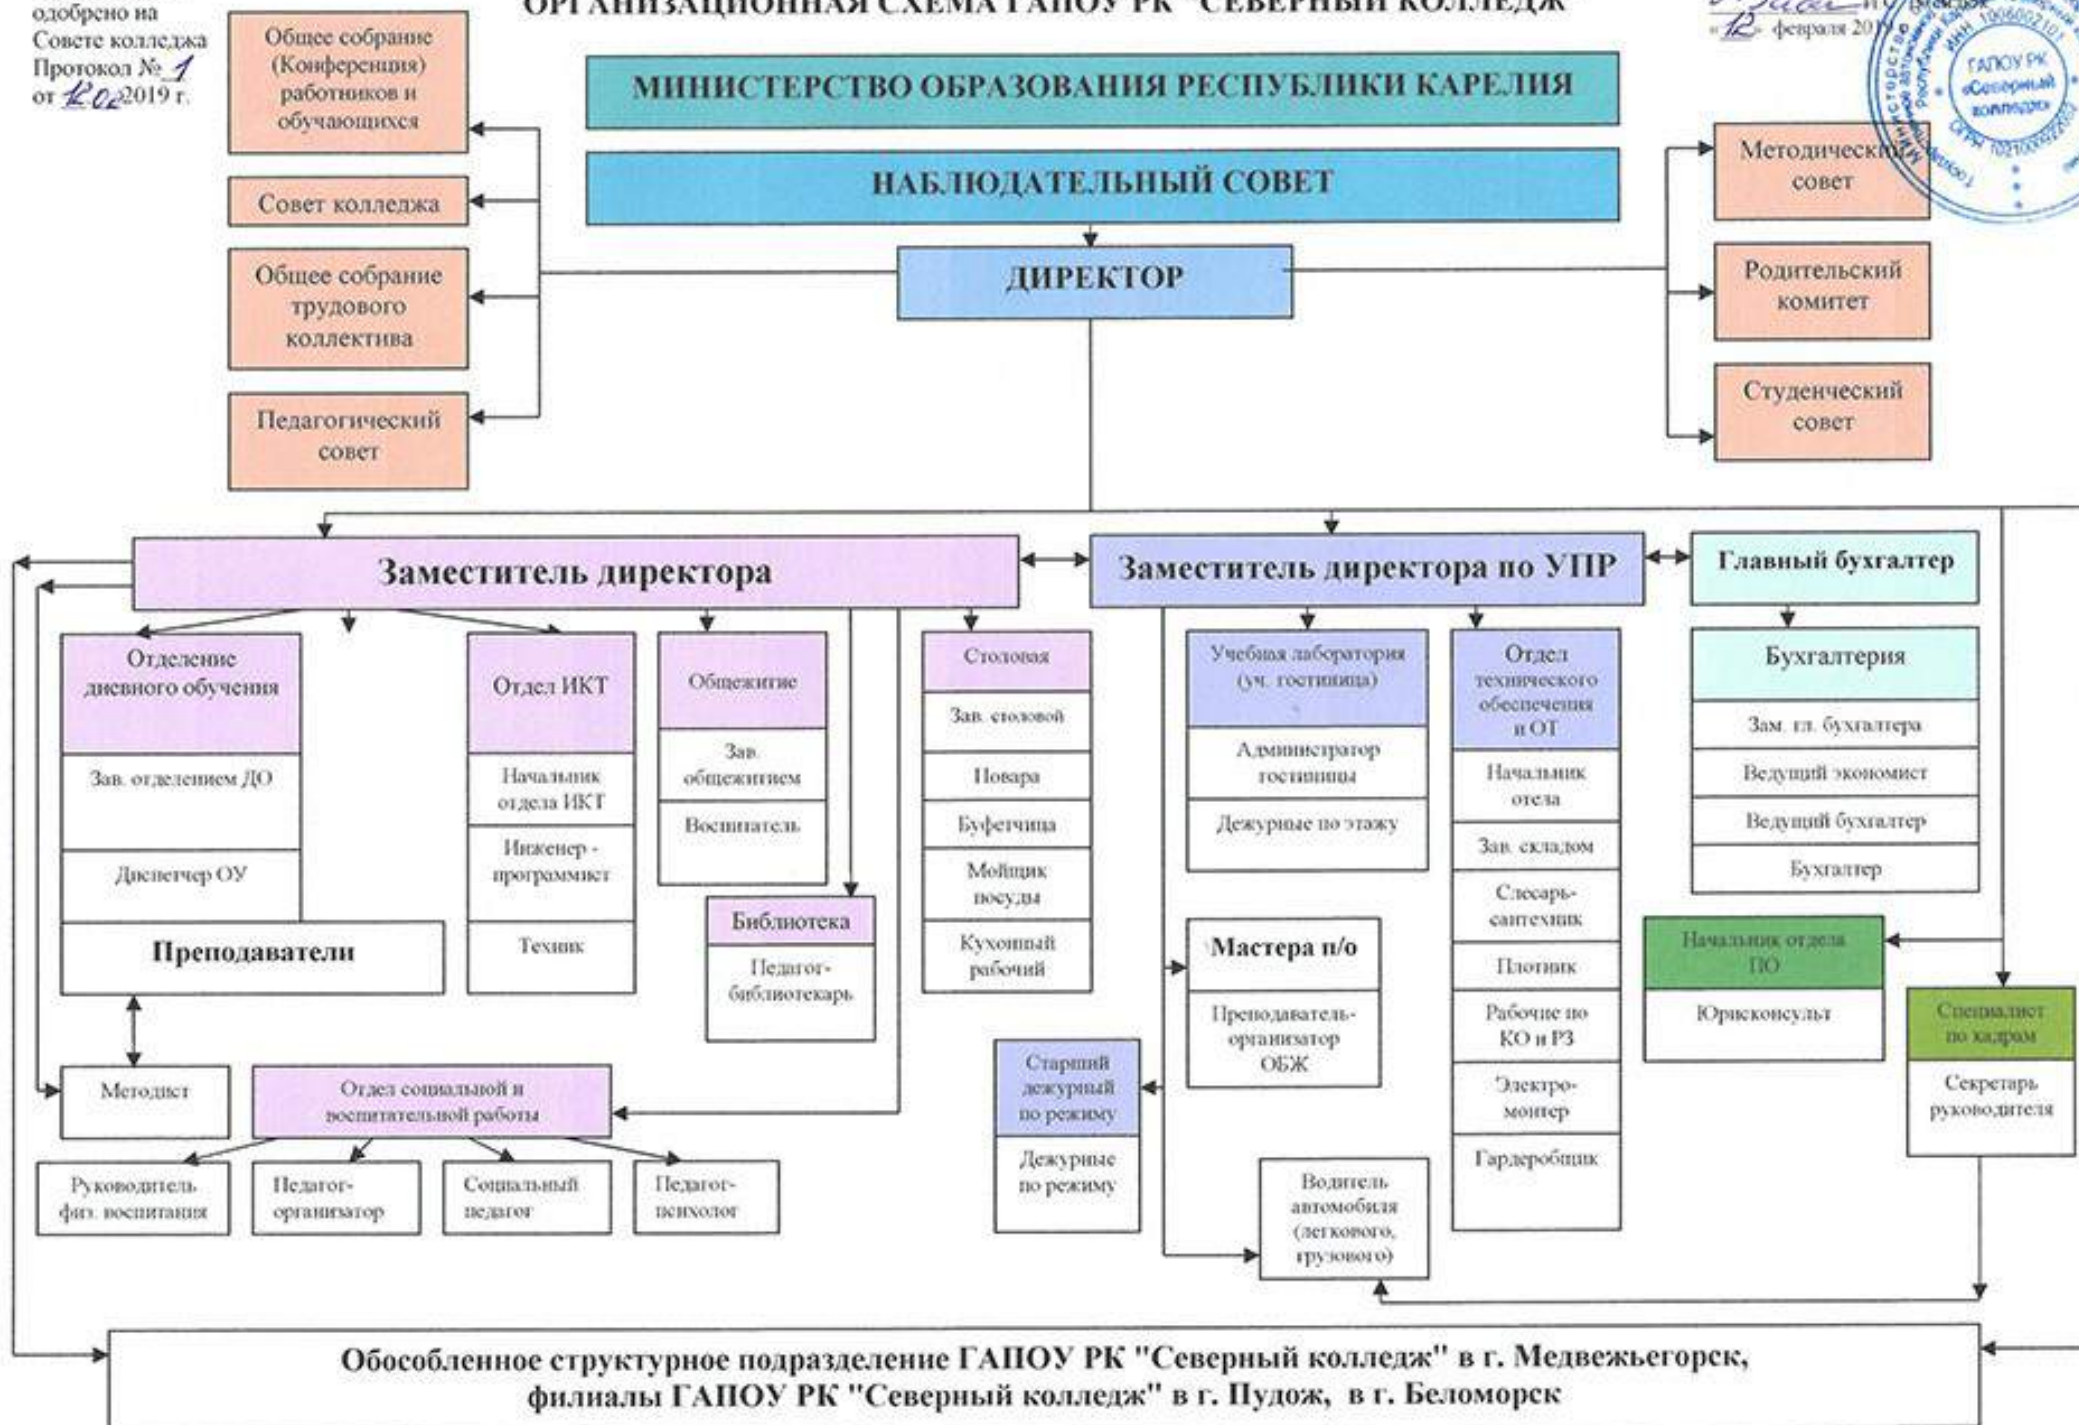 одобрено на
Совете колледжа
Протокол № 1
от 12.02 2019 г.
ОРГАНИЗАЦИОННАЯ СХЕМА ГАПОУ РК "СЕВЕРНЫЙ КОЛЛЕДЖ"
"12" февраля 2019
ИНН 1006002101
ГАПОУ РК
«Северный
колледж»
Общее собрание
(Конференция)
работников и
обучающихся
Совет колледжа
Общее собрание
трудового
коллектива
Педагогический
совет
МИНИСТЕРСТВО ОБРАЗОВАНИЯ РЕСПУБЛИКИ КАРЕЛИЯ
НАБЛЮДАТЕЛЬНЫЙ СОВЕТ
ДИРЕКТОР
Методический
совет
Родительский
комитет
Студенческий
совет
Заместитель директора
Заместитель директора по УПР
Главный бухгалтер
Отделение
дневного обучения
Зав. отделением ДО
Диспетчер ОУ
Преподаватели
Методист
Отдел ИКТ
Начальник
отдела ИКТ
Инженер -
программист
Техник
Общежитие
Зав.
общежитием
Воспитатель
Библиотека
Педагог-
библиотекарь
Столовая
Зав. столовой
Повара
Буфетчица
Мойщик
посуды
Кухонный
рабочий
Отдел социальной и
воспитательной работы
Руководитель
физ. воспитания
Педагог-
организатор
Социальный
педагог
Педагог-
психолог
Учебная лаборатория
(уч. гостиница)
Администратор
гостиницы
Дежурные по этажу
Мастера п/о
Преподаватель-
организатор
ОБЖ
Старший
дежурный
по режиму
Дежурные
по режиму
Водитель
автомобиля
(легкового,
грузового)
Отдел
технического
обеспечения
и ОТ
Начальник
отела
Зав. складом
Слесарь-
сантехник
Плотник
Рабочие по
КО и РЗ
Электро-
монтер
Гардеробщик
Бухгалтерия
Зам. гл. бухгалтера
Ведущий экономист
Ведущий бухгалтер
Бухгалтер
Начальник отдела
ПО
Юрисконсульт
Специалист
по кадрам
Секретарь
руководителя
Обособленное структурное подразделение ГАПОУ РК "Северный колледж" в г. Медвежьегорск,
филиалы ГАПОУ РК "Северный колледж" в г. Пудож, в г. Беломорск